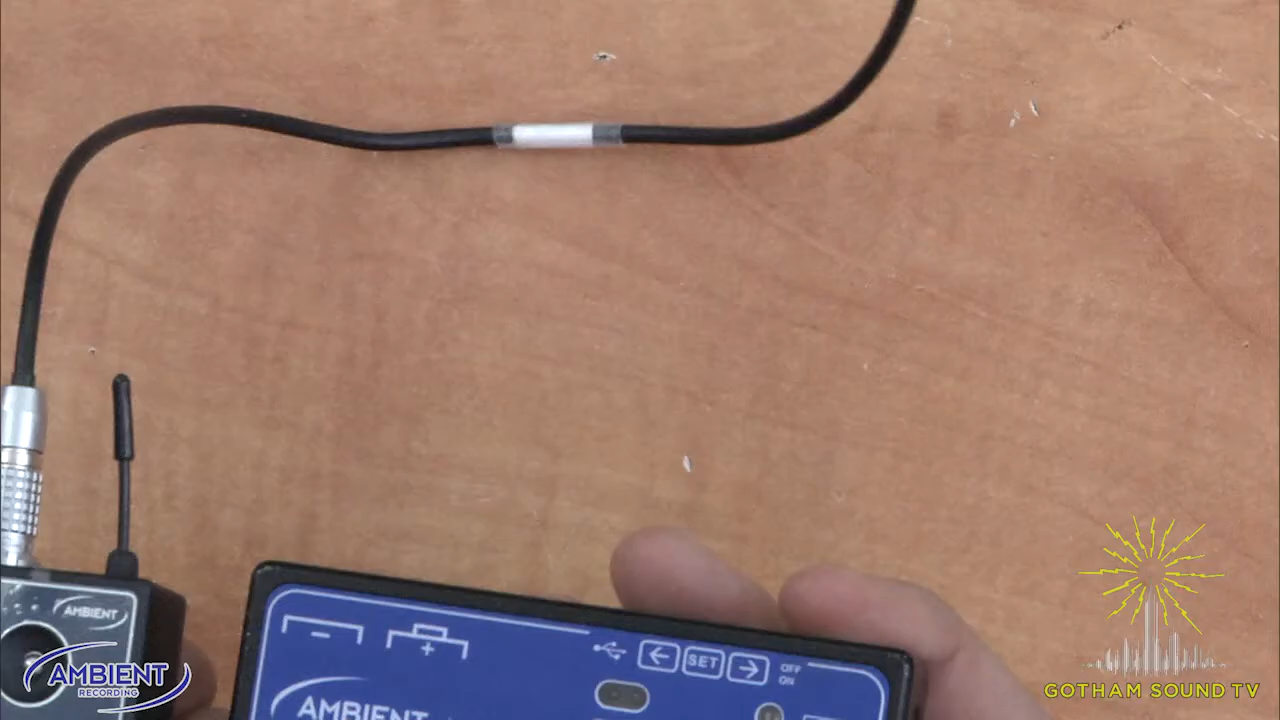 AMBIENT
AMBIENT
RECORDING
-
+
← SET →
OFF
ON
AMBIENT
GOTHAM SOUND TV